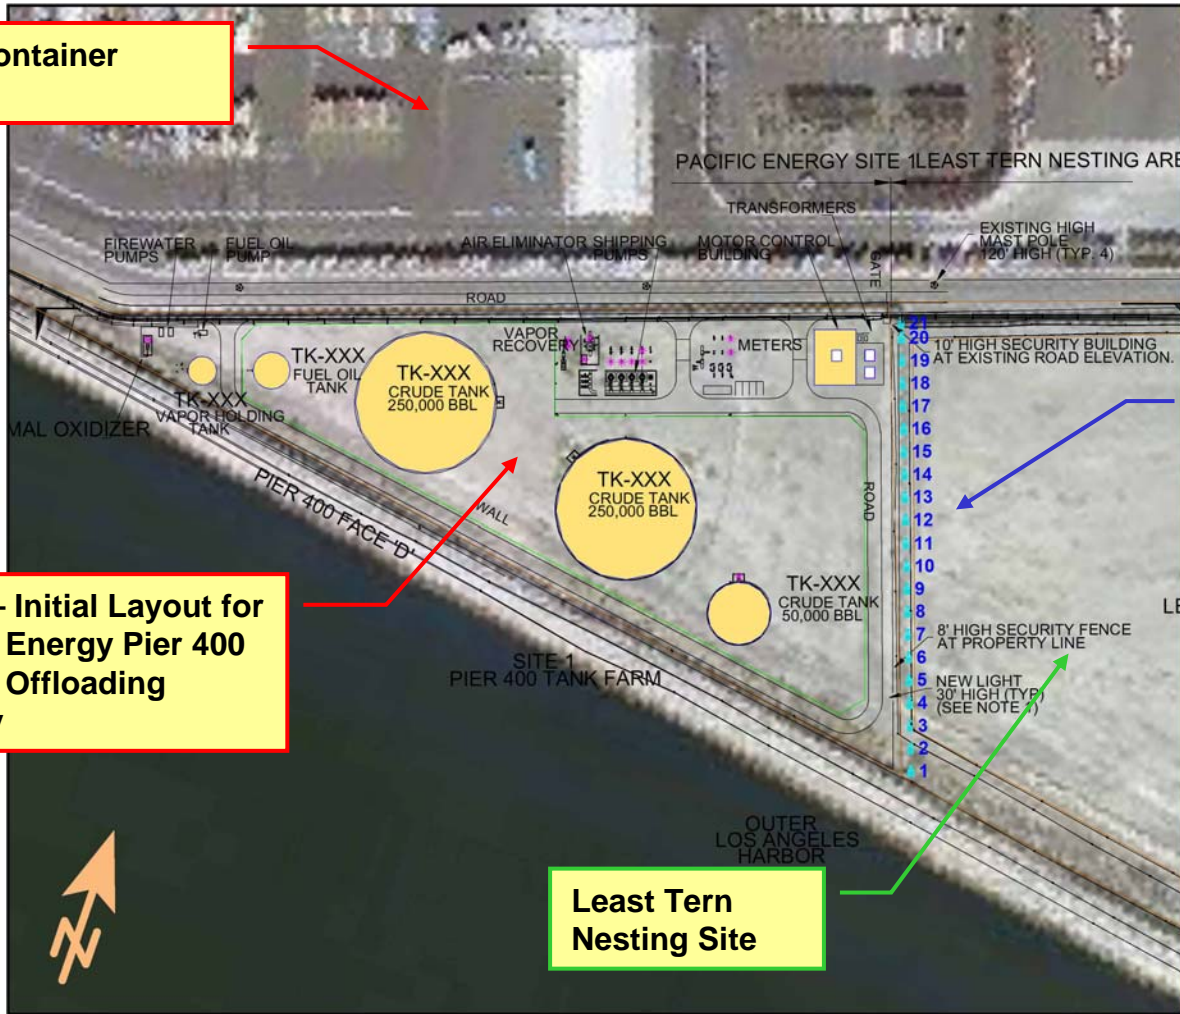 ontainer
PACIFIC ENERGY SITE 1
LEAST TERN NESTING ARE
TRANSFORMERS
FIREWATER
PUMPS
FUEL OIL
PUMP
AIR ELIMINATOR
SHIPPING
PUMPS
MOTOR CONTROL
BUILDING
GATE
EXISTING HIGH
MAST POLE
120' HIGH (TYP. 4)
ROAD
VAPOR
RECOVERY
METERS
10' HIGH SECURITY BUILDING
AT EXISTING ROAD ELEVATION.
TK-XXX
FUEL OIL
TANK
TK-XXX
CRUDE TANK
250,000 BBL
TK-XXX
VAPOR HOLDING
TANK
MAL OXIDIZER
21
20
19
18
17
16
15
14
13
12
11
10
9
8
7
6
5
4
3
2
1
PIER 400 FACE 'D'
WALL
TK-XXX
CRUDE TANK
250,000 BBL
ROAD
TK-XXX
CRUDE TANK
50,000 BBL
LE
8' HIGH SECURITY FENCE
AT PROPERTY LINE
NEW LIGHT
30' HIGH (TYP)
(SEE NOTE 1)
- Initial Layout for
Energy Pier 400
Offloading
y
SITE 1
PIER 400 TANK FARM
OUTER
LOS ANGELES
HARBOR
Least Tern
Nesting Site
N